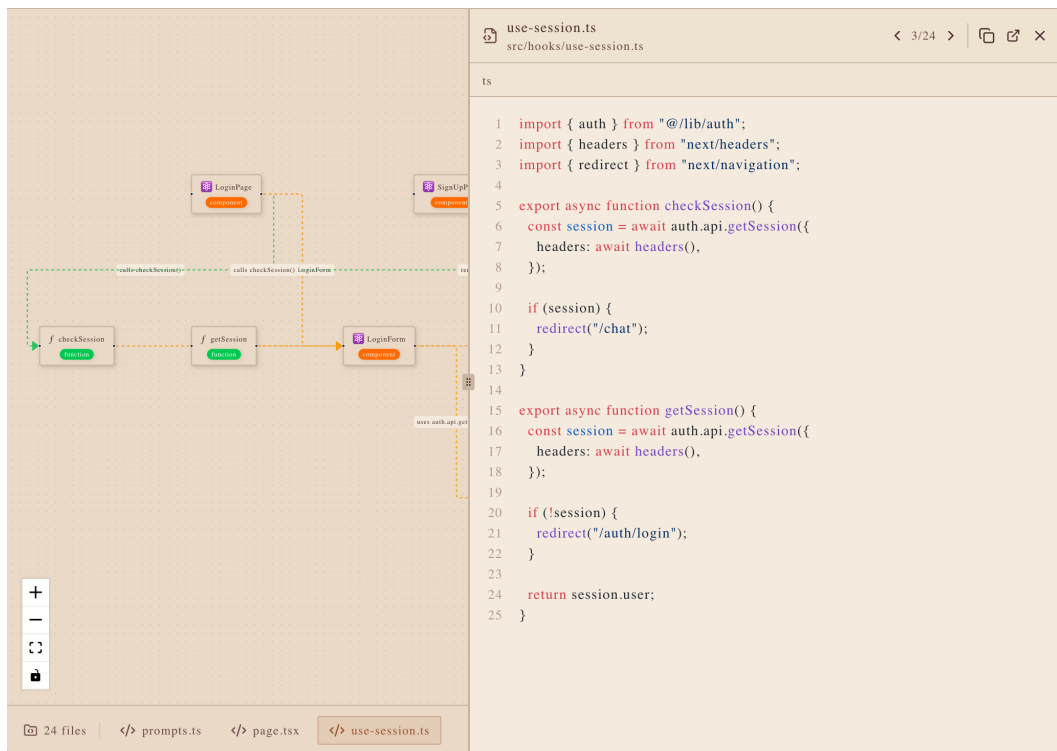 LoginPage
component
SignUpP
component
calls checkSession()
calls checkSession()
LoginForm
checkSession
function
getSession
function
LoginForm
component
uses auth.api.get
24 files
prompts.ts
page.tsx
use-session.ts
use-session.ts
src/hooks/use-session.ts
3/24
ts
1 import { auth } from "@/lib/auth";
2 import { headers } from "next/headers";
3 import { redirect } from "next/navigation";
4
5 export async function checkSession() {
6 const session = await auth.api.getSession({
7 headers: await headers(),
8 });
9
10 if (session) {
11 redirect("/chat");
12 }
13 }
14
15 export async function getSession() {
16 const session = await auth.api.getSession({
17 headers: await headers(),
18 });
19
20 if (!session) {
21 redirect("/auth/login");
22 }
23
24 return session.user;
25 }